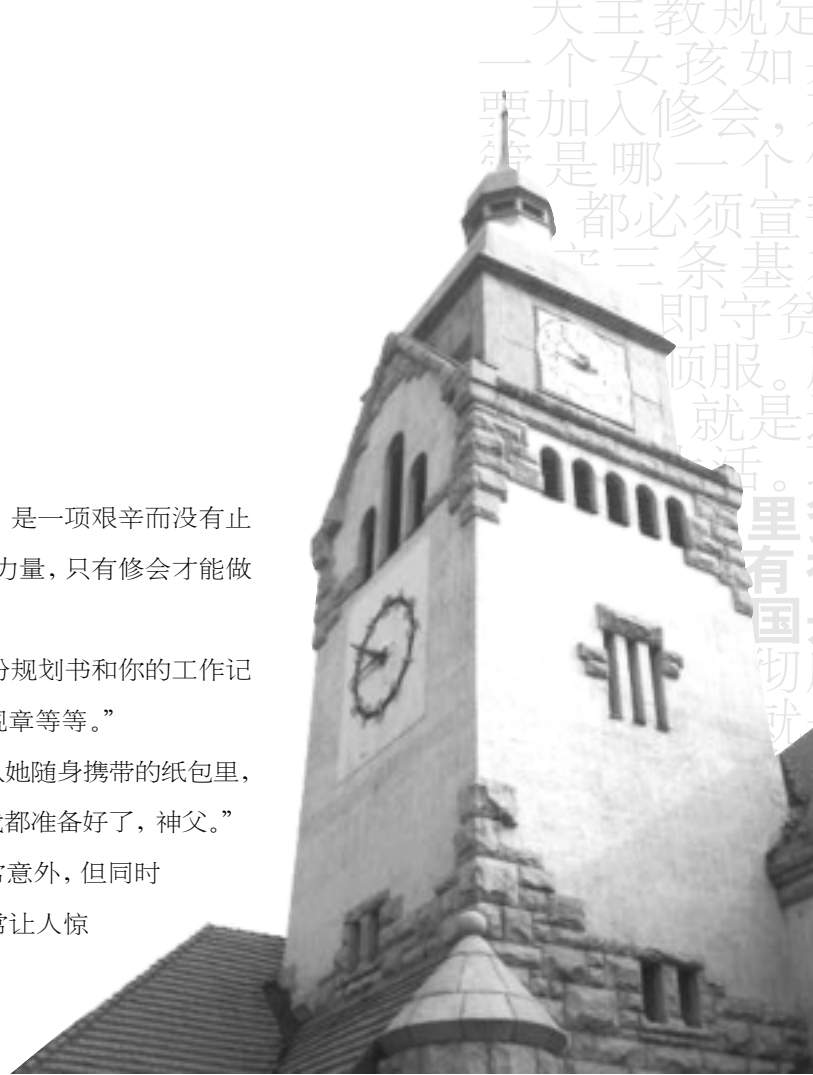 天主教规定
一个女孩如
要加入修会，
是哪一个
都必须宣
三条基
即守贫
顺服。
就是
活。
里
有
国
切
就
是一项艰辛而没有止
力量，只有修会才能做
份规划书和你的工作记
规章等等。”
从她随身携带的纸包里，
都准备好了，神父。”
常意外，但同时
常让人惊